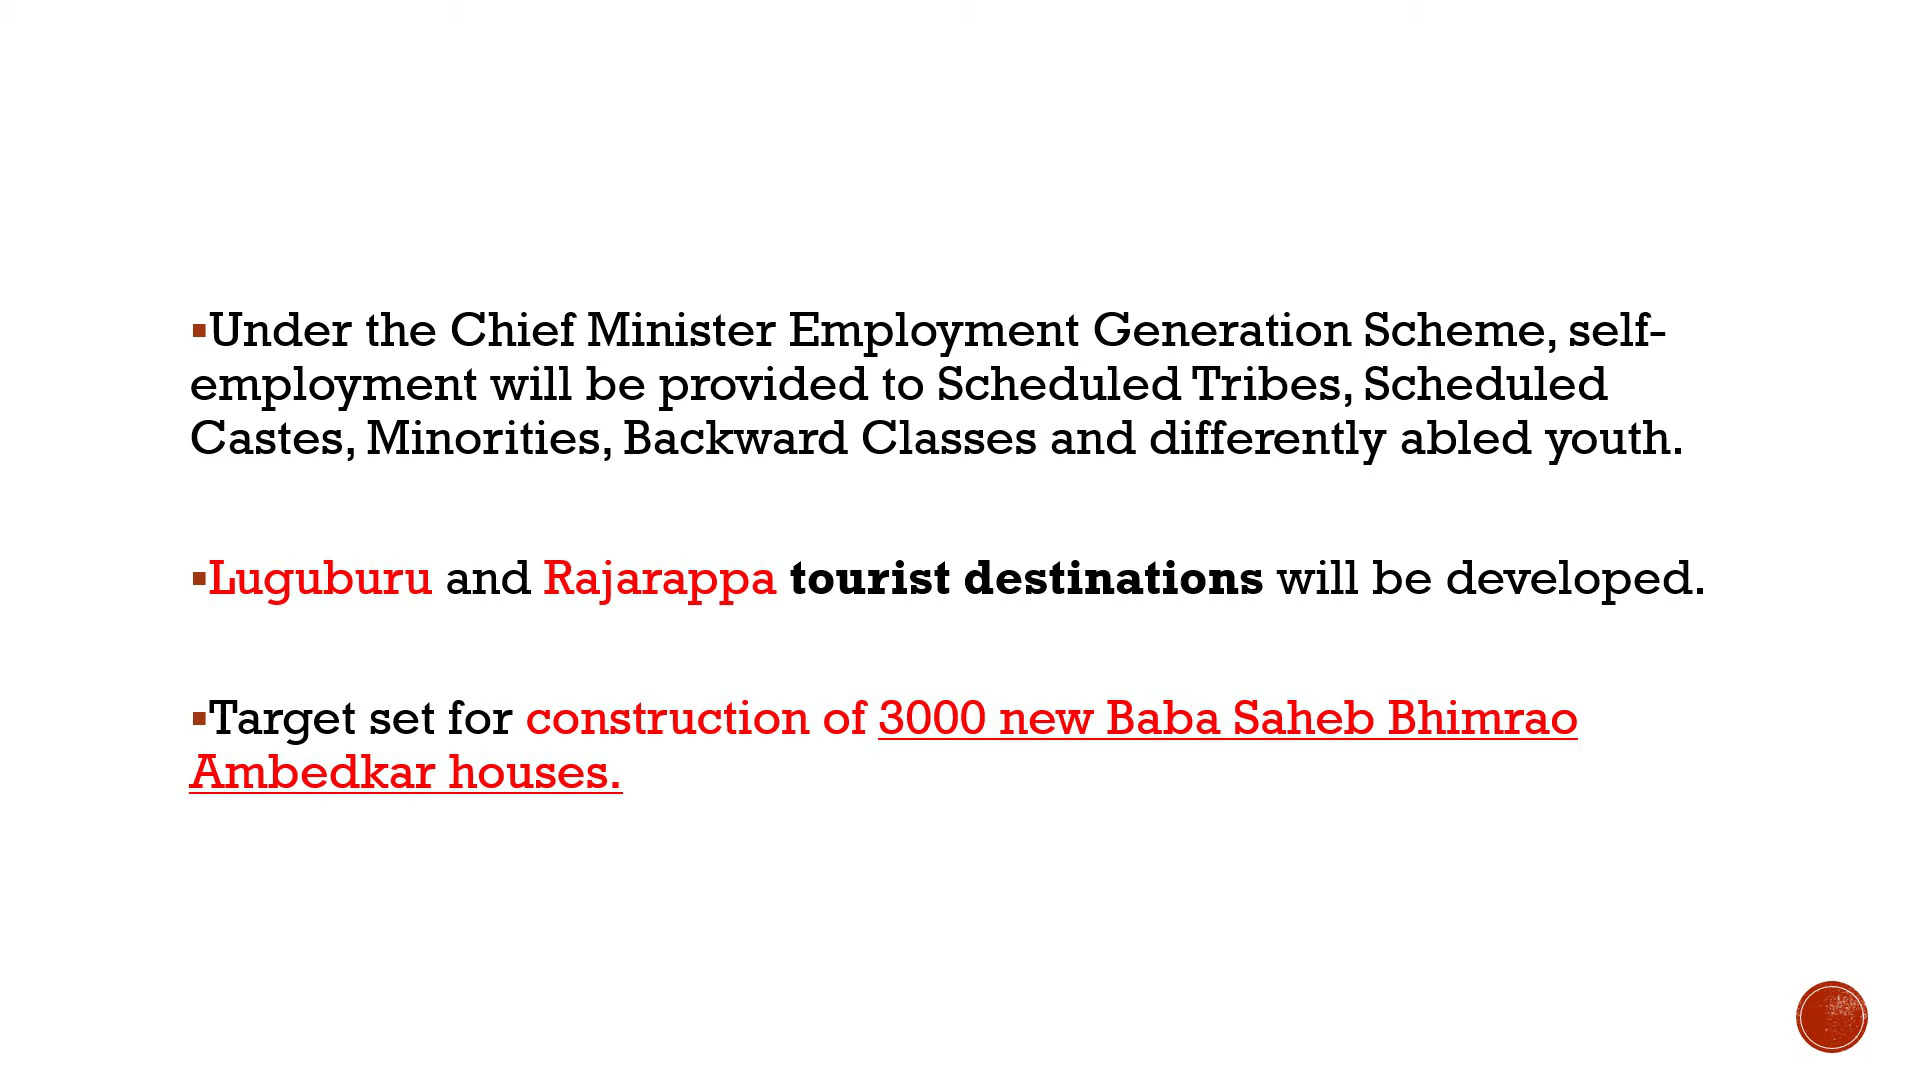 ▪Under the Chief Minister Employment Generation Scheme, self-
employment will be provided to Scheduled Tribes, Scheduled
Castes, Minorities, Backward Classes and differently abled youth.
▪Luguburu and Rajarappa tourist destinations will be developed.
▪Target set for construction of 3000 new Baba Saheb Bhimrao
Ambedkar houses.